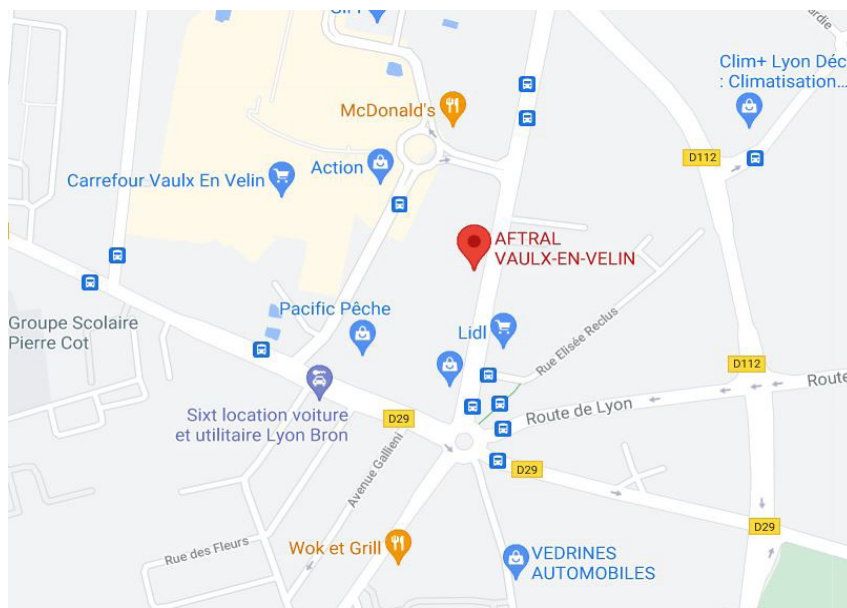 McDonald's
Clim+ Lyon Déc
: Climatisation...
D112
Action
Carrefour Vaulx En Velin
AFTRAL
VAULX-EN-VELIN
Pacific Pêche
Groupe Scolaire
Pierre Cot
Lidl
Rue Elisée Reclus
D112
Route
Sixt location voiture
et utilitaire Lyon Bron
D29
Route de Lyon
Avenue Gallieni
D29
D29
Rue des Fleurs
Wok et Grill
VEDRINES
AUTOMOBILES